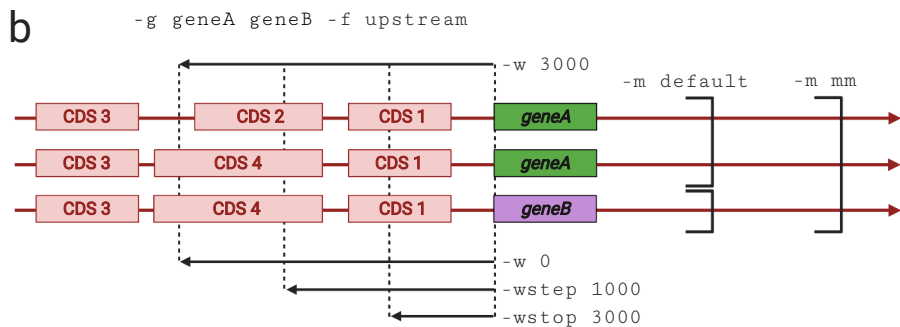 b
-g geneA geneB -f upstream
-w 3000
-m default
-m mm
CDS 3 CDS 2 CDS 1 geneA
CDS 3 CDS 4 CDS 1 geneA
CDS 3 CDS 4 CDS 1 geneB
-w 0
-wstep 1000
-wstop 3000